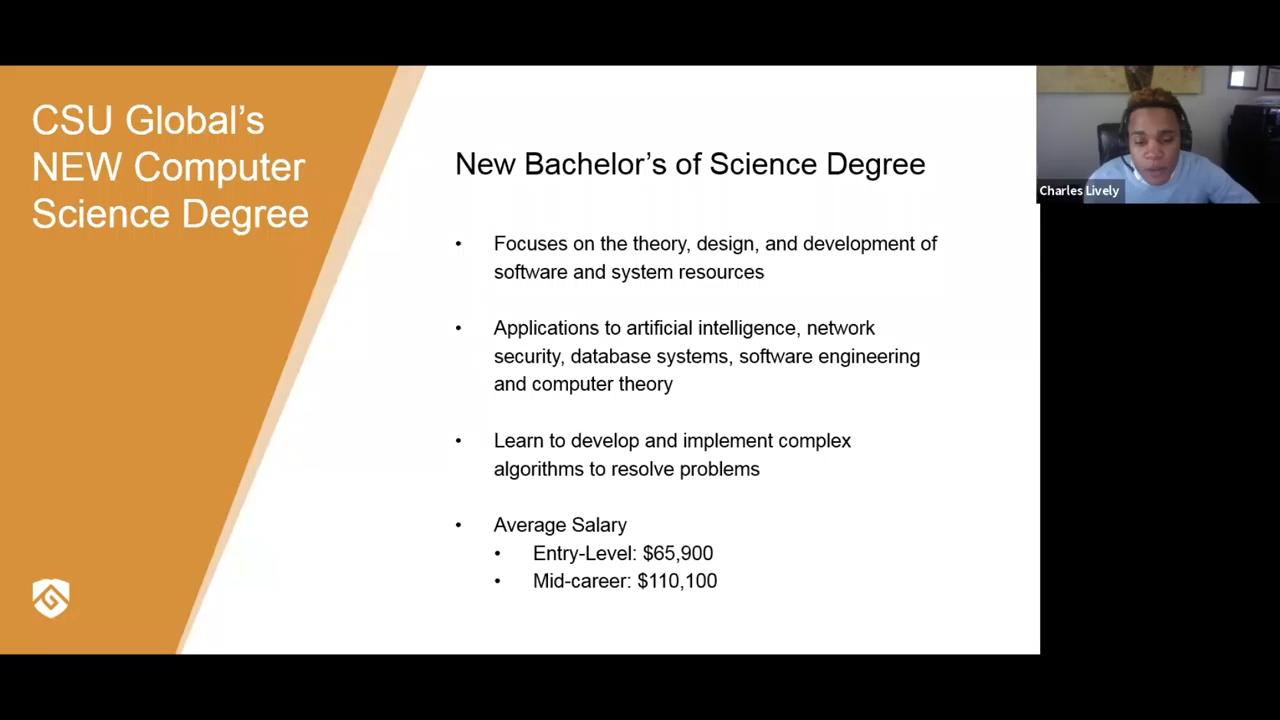 CSU Global’s
NEW Computer
Science Degree
New Bachelor’s of Science Degree
• Focuses on the theory, design, and development of
software and system resources
• Applications to artificial intelligence, network
security, database systems, software engineering
and computer theory
• Learn to develop and implement complex
algorithms to resolve problems
• Average Salary
• Entry-Level: $65,900
• Mid-career: $110,100
Charles Lively